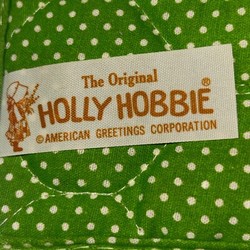 The Original
HOLLY HOBBIE®
©AMERICAN GREETINGS CORPORATION